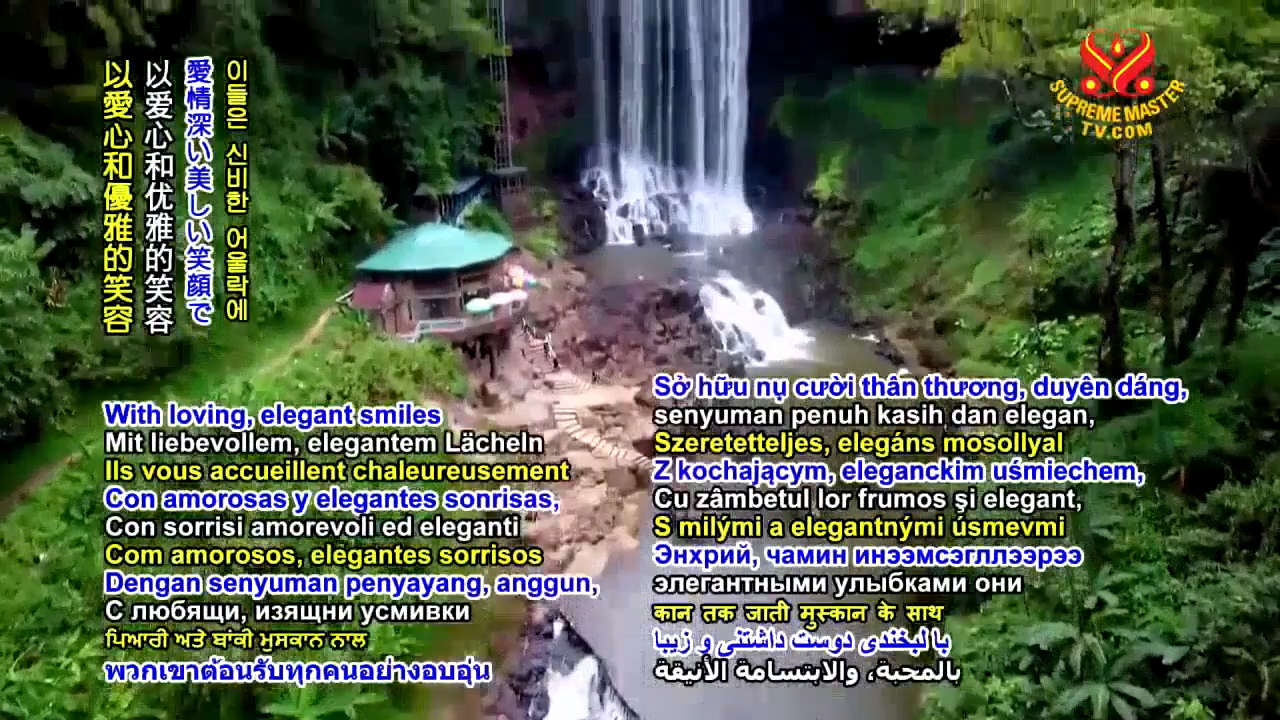 以愛心和優雅的笑容
以爱心和优雅的笑容
愛情深い美しい笑顔で
이들은 신비한 어울락에
SUPREME MASTER
TV.COM
With loving, elegant smiles
Mit liebevollem, elegantem Lächeln
Ils vous accueillent chaleureusement
Con amorosas y elegantes sonrisas,
Con sorrisi amorevoli ed eleganti
Com amorosos, elegantes sorrisos
Dengan senyuman penyayang, anggun,
С любящи, изящни усмивки
ਪਿਆਰੀ ਅਤੇ ਬਾਂਕੀ ਮੁਸਕਾਨ ਨਾਲ
พวกเขาต้อนรับทุกคนอย่างอบอุ่น
Sở hữu nụ cười thân thương, duyên dáng,
senyuman penuh kasih dan elegan,
Szeretetteljes, elegáns mosollyal
Z kochającym, eleganckim uśmiechem,
Cu zâmbetul lor frumos şi elegant,
S milými a elegantnými úsmevmi
Энхрий, чамин инээмсэгллээрээ
элегантными улыбками они
कान तक जाती मुस्कान के साथ
با لبخندی دوست داشتنی و زیبا
بالمحبة، والابتسامة الأنيقة